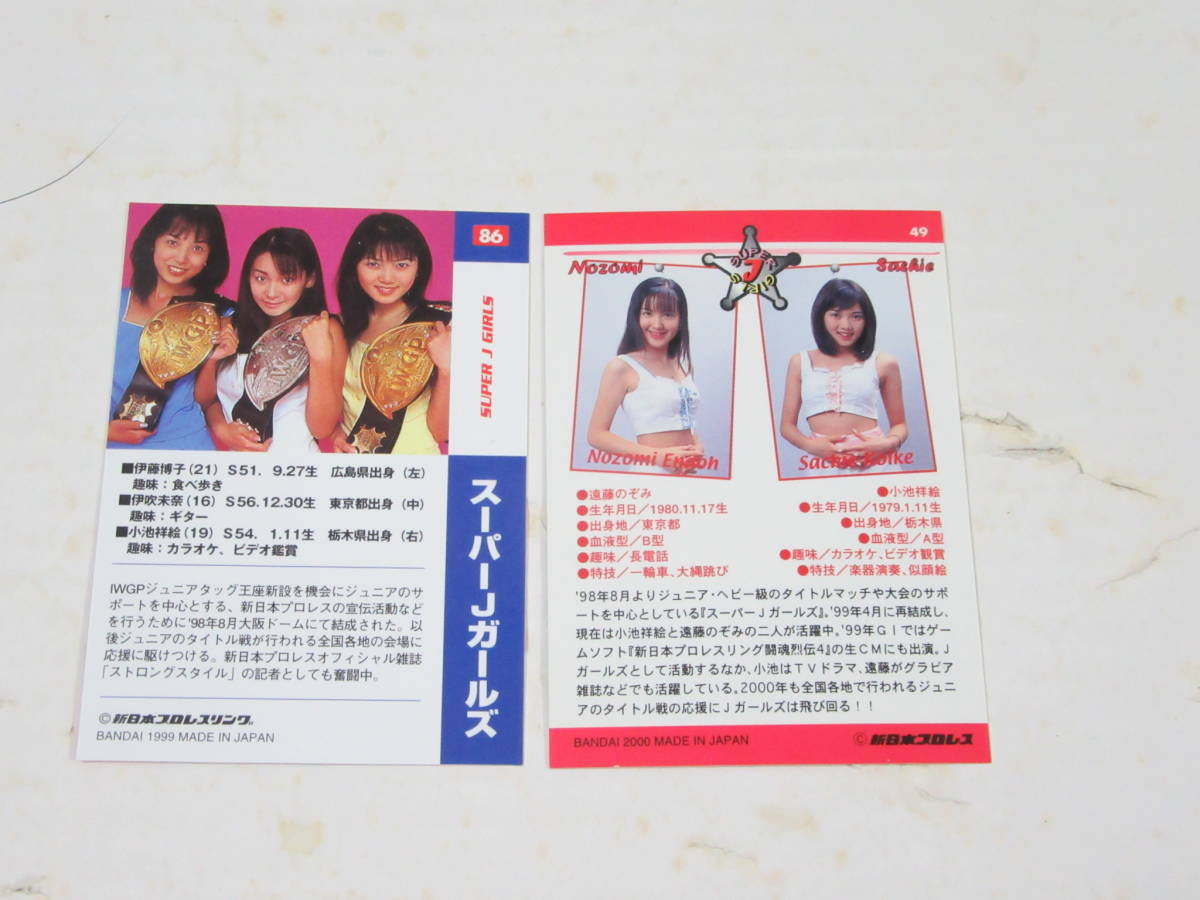 86
SUPER J GIRLS
スーパーJガールズ
IWGP
IWGP
IWGP
■伊藤博子(21) S51. 9.27生 広島県出身 (左)
趣味:食べ歩き
■伊吹未奈(16) S56.12.30生 東京都出身 (中)
趣味:ギター
■小池祥絵(19) S54. 1.11生 栃木県出身 (右)
趣味:カラオケ、ビデオ鑑賞
IWGPジュニアタッグ王座新設を機会にジュニアのサ
ポートを中心とする、新日本プロレスの宣伝活動など
を行うために'98年8月大阪ドームにて結成された。以
後ジュニアのタイトル戦が行われる全国各地の会場に
応援に駆けつける。新日本プロレスオフィシャル雑誌
「ストロングスタイル」の記者としても奮闘中。
©新日本プロレスリング®
BANDAI 1999 MADE IN JAPAN
49
Nozomi
SUPER J GIRLS
Sachie
Nozomi Endoh
Sachie Koike
●遠藤のぞみ
●生年月日/1980.11.17生
●出身地/東京都
●血液型/B型
●趣味/長電話
●特技/一輪車、大縄跳び
●小池祥絵
●生年月日/1979.1.11生
●出身地/栃木県
●血液型/A型
●趣味/カラオケ、ビデオ観賞
●特技/楽器演奏、似顔絵
'98年8月よりジュニア・ヘビー級のタイトルマッチや大会のサポ
ートを中心としている『スーパーJガールズ』。'99年4月に再結成し、
現在は小池祥絵と遠藤のぞみの二人が活躍中。'99年G1ではゲー
ムソフト『新日本プロレスリング闘魂烈伝4』の生CMにも出演。J
ガールズとして活動するなか、小池はTVドラマ、遠藤がグラビア
雑誌などでも活躍している。2000年も全国各地で行われるジュニ
アのタイトル戦の応援にJガールズは飛び回る!!
BANDAI 2000 MADE IN JAPAN
©新日本プロレス